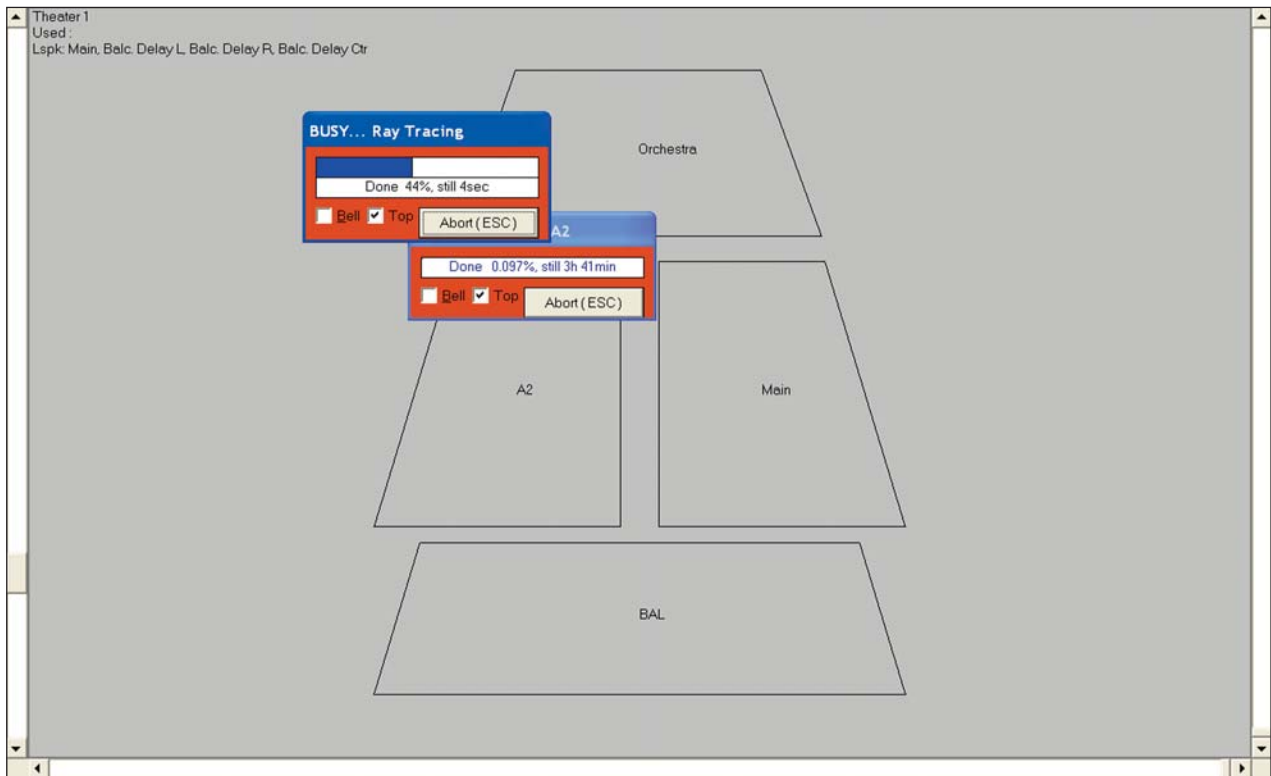 Theater 1
Used :
Lspk: Main, Balc. Delay L, Balc. Delay R, Balc. Delay Ctr
Orchestra
BUSY... Ray Tracing
Done 44%, still 4sec
Bell Top Abort ( ESC )
A2
Done 0.097%, still 3h 41min
Bell Top Abort ( ESC )
A2
Main
BAL